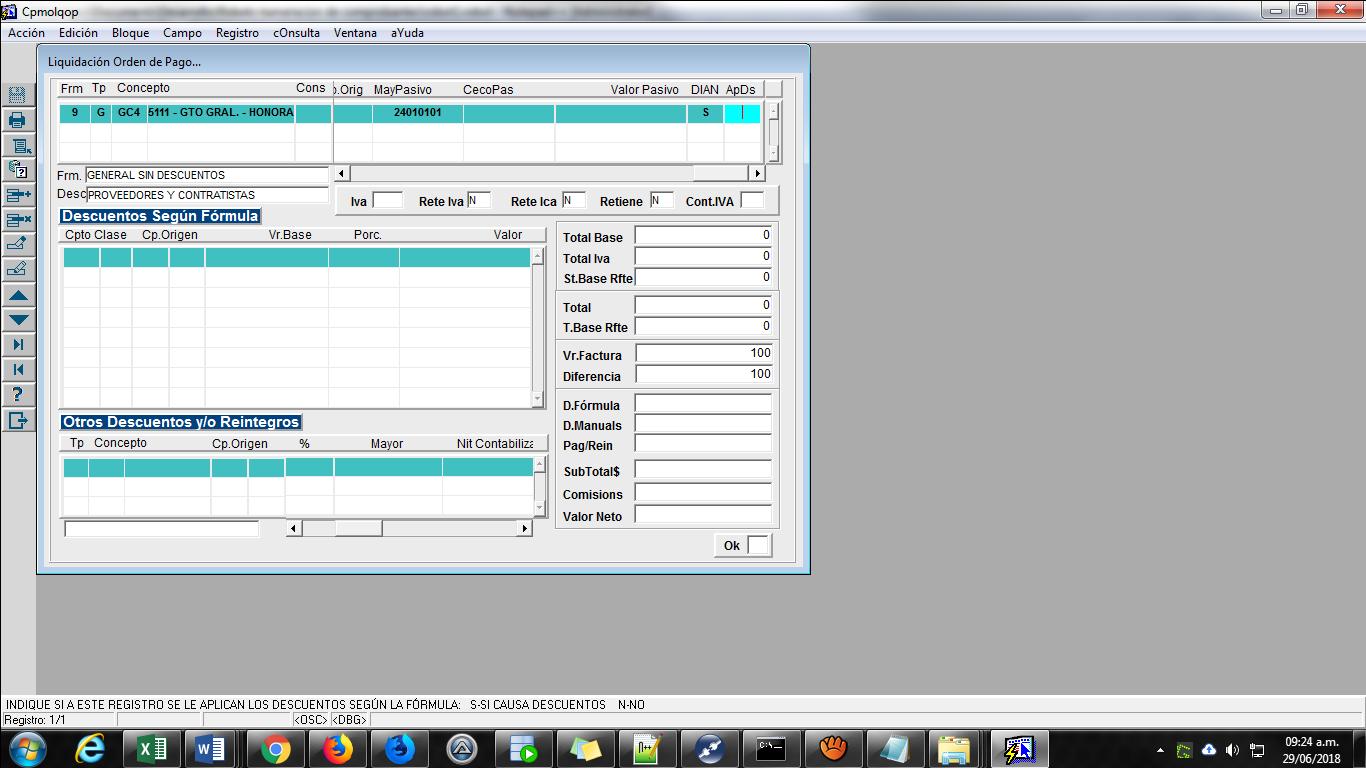 Cpmolqop
Acción Edición Bloque Campo Registro cOnsulta Ventana aYuda
Liquidación Orden de Pago...
Frm Tp Concepto Cons o.Orig MayPasivo CecoPas Valor Pasivo DIAN ApDs
9 G GC4 5111 - GTO GRAL. - HONORA 24010101 S
Frm. GENERAL SIN DESCUENTOS
Desc PROVEEDORES Y CONTRATISTAS
Iva Rete Iva N Rete Ica N Retiene N Cont.IVA
Descuentos Según Fórmula
Cpto Clase Cp.Origen Vr.Base Porc. Valor
Total Base 0
Total Iva 0
St.Base Rfte 0
Total 0
T.Base Rfte 0
Vr.Factura 100
Diferencia 100
D.Fórmula
D.Manuals
Pag/Rein
SubTotal$
Comisions
Valor Neto
Otros Descuentos y/o Reintegros
Tp Concepto Cp.Origen % Mayor Nit Contabiliza
Ok
INDIQUE SI A ESTE REGISTRO SE LE APLICAN LOS DESCUENTOS SEGÚN LA FÓRMULA: S-SI CAUSA DESCUENTOS N-NO
Registro: 1/1 <OSC> <DBG>
09:24 a.m.
29/06/2018